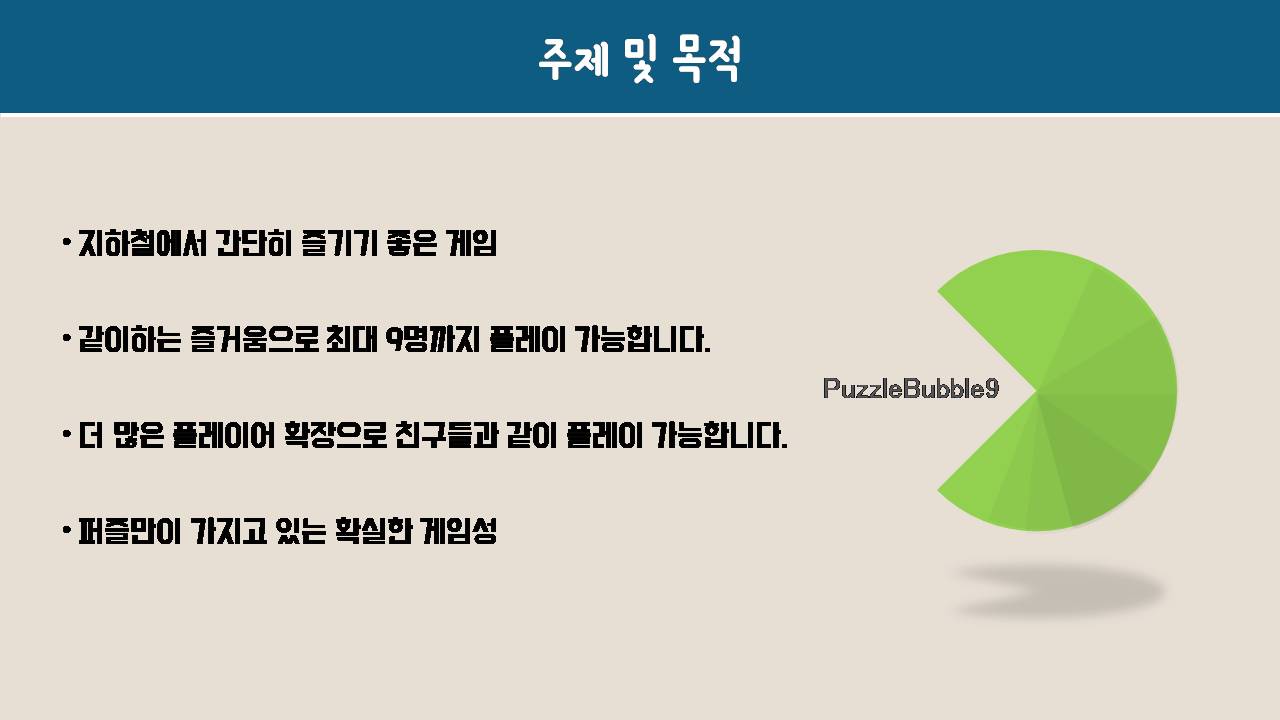 주제 및 목적
• 지하철에서 간단히 즐기기 좋은 게임
• 같이하는 즐거움으로 최대 9명까지 플레이 가능합니다.
• 더 많은 플레이어 확장으로 친구들과 같이 플레이 가능합니다.
• 퍼즐만이 가지고 있는 확실한 게임성
PuzzleBubble9